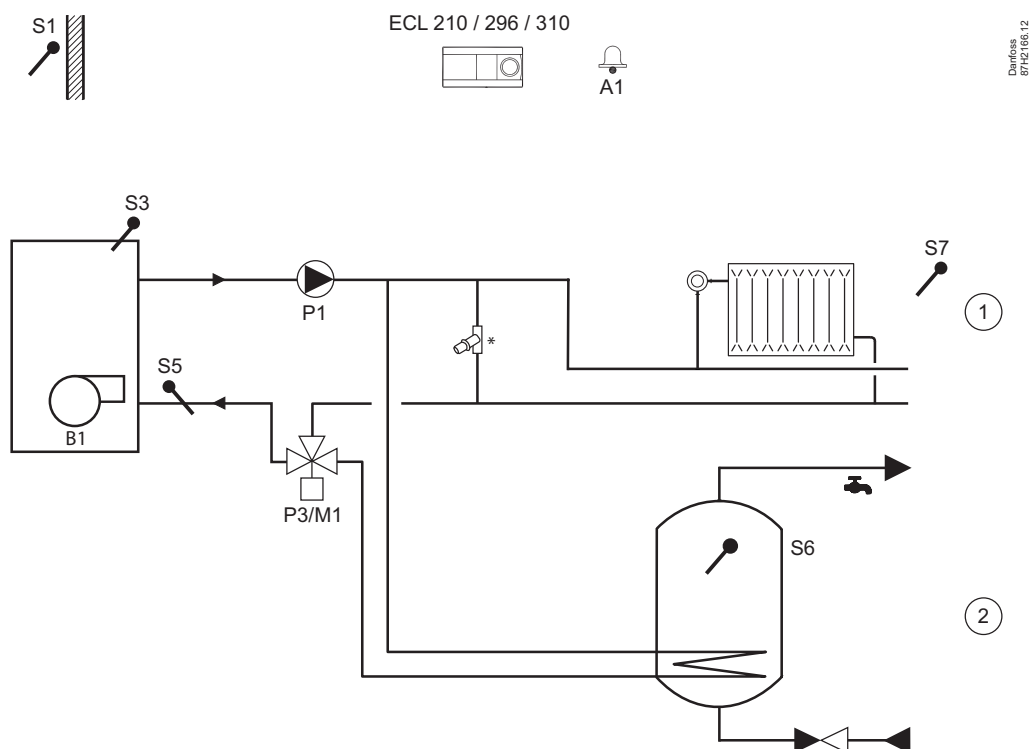 S1
ECL 210 / 296 / 310
A1
Danfoss
87H2166.12
S3
P1
S7
1
*
S5
B1
P3/M1
S6
2